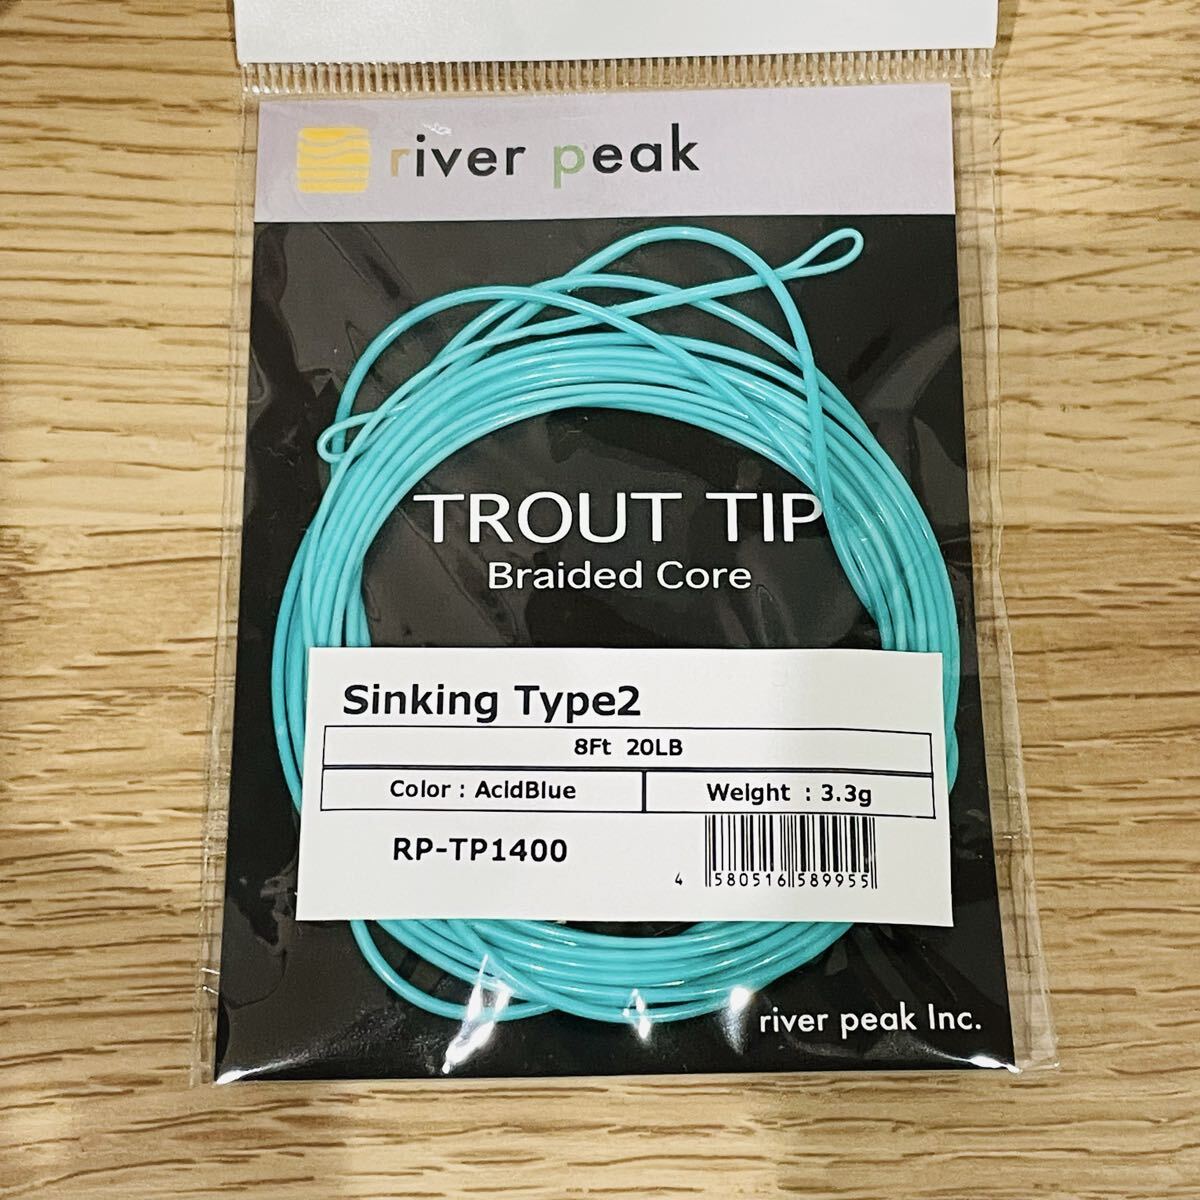 river peak
TROUT TIP
Braided Core
Sinking Type2
8Ft 20LB
Color : AcidBlue
Weight : 3.3g
RP-TP1400
4 580516 589955
river peak Inc.